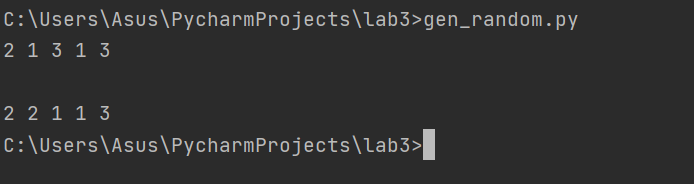 C:\Users\Asus\PycharmProjects\lab3>gen_random.py
2 1 3 1 3
2 2 1 1 3
C:\Users\Asus\PycharmProjects\lab3>